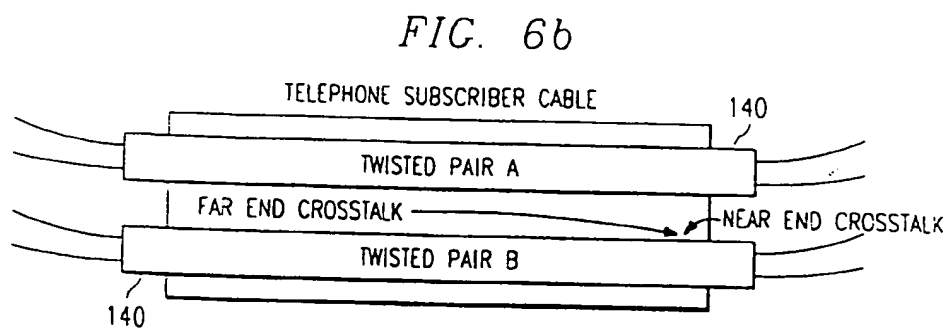 FIG. 6b
TELEPHONE SUBSCRIBER CABLE
140
TWISTED PAIR A
FAR END CROSSTALK
NEAR END CROSSTALK
TWISTED PAIR B
140